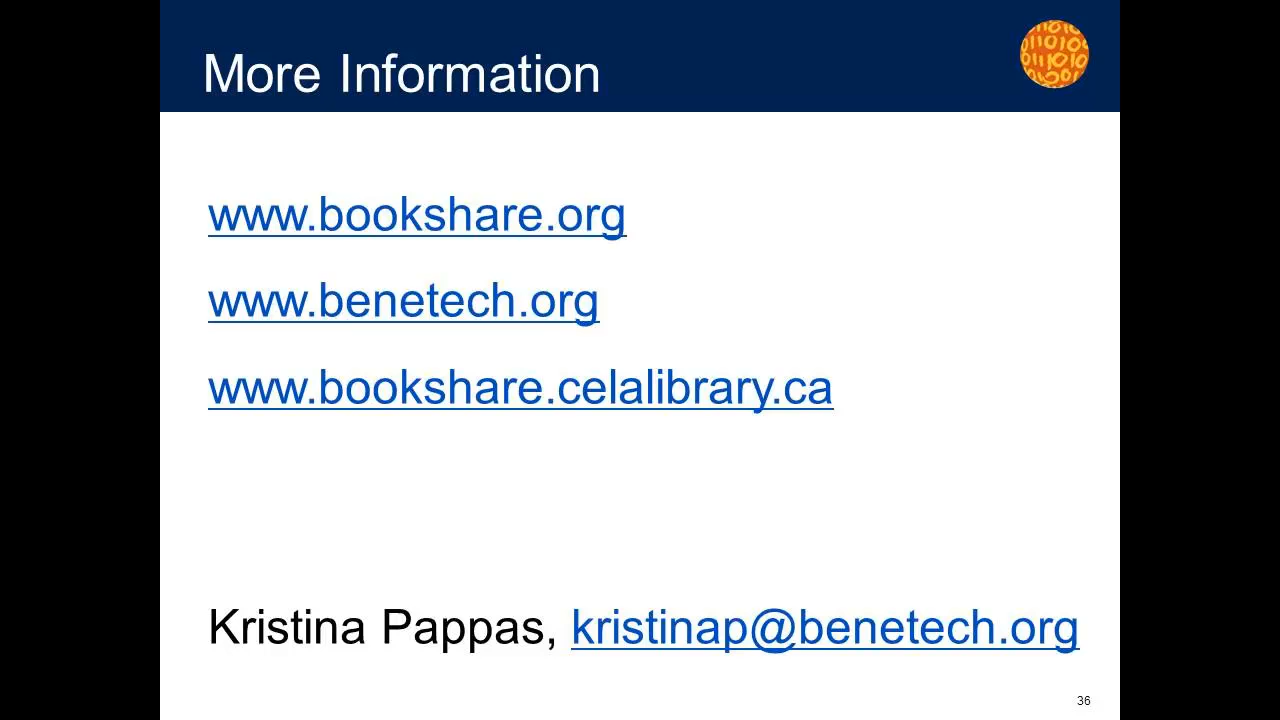 More Information
www.bookshare.org
www.benetech.org
www.bookshare.celalibrary.ca
Kristina Pappas, kristinap@benetech.org
36